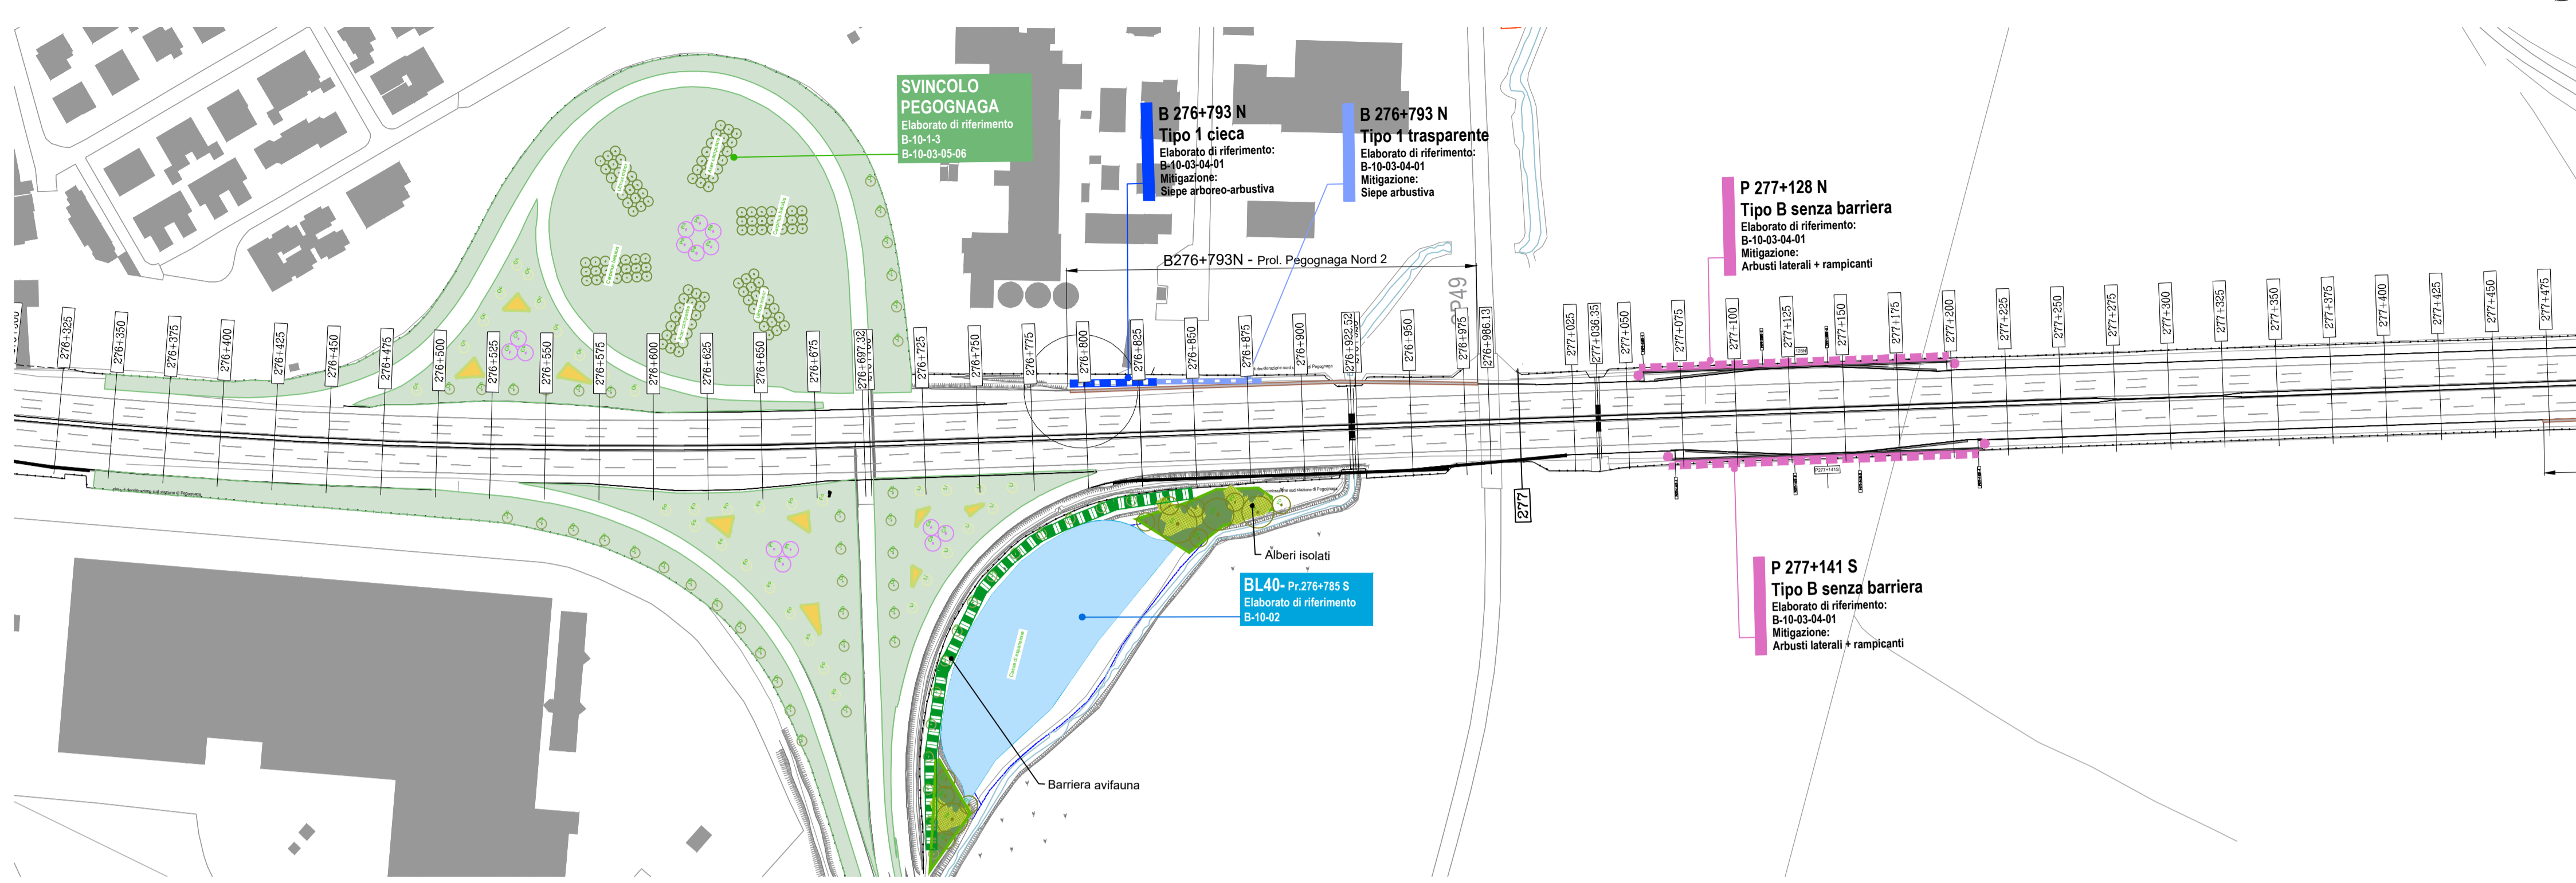 SVINCOLO
PEGOGNAGA
Elaborato di riferimento
B-10-1-3
B-10-03-05-06
B 276+793 N
Tipo 1 cieca
Elaborato di riferimento:
B-10-03-04-01
Mitigazione:
Siepe arboreo-arbustiva
B 276+793 N
Tipo 1 trasparente
Elaborato di riferimento:
B-10-03-04-01
Mitigazione:
Siepe arbustiva
P 277+128 N
Tipo B senza barriera
Elaborato di riferimento:
B-10-03-04-01
Mitigazione:
Arbusti laterali + rampicanti
B276+793N - Prol. Pegognaga Nord 2
SP49
276+325
276+350
276+375
276+400
276+425
276+450
276+475
276+500
276+525
276+550
276+575
276+600
276+625
276+650
276+675
276+697.32
276+725
276+750
276+775
276+800
276+825
276+850
276+875
276+900
276+922.52
276+950
276+975
276+986.13
277+025
277+036.35
277+050
277+075
277+100
277+125
277+150
277+175
277+200
277+225
277+250
277+275
277+300
277+325
277+350
277+375
277+400
277+425
277+450
277+475
277
P277+141S
Alberi isolati
BL40- Pr.276+785 S
Elaborato di riferimento
B-10-02
P 277+141 S
Tipo B senza barriera
Elaborato di riferimento:
B-10-03-04-01
Mitigazione:
Arbusti laterali + rampicanti
Barriera avifauna